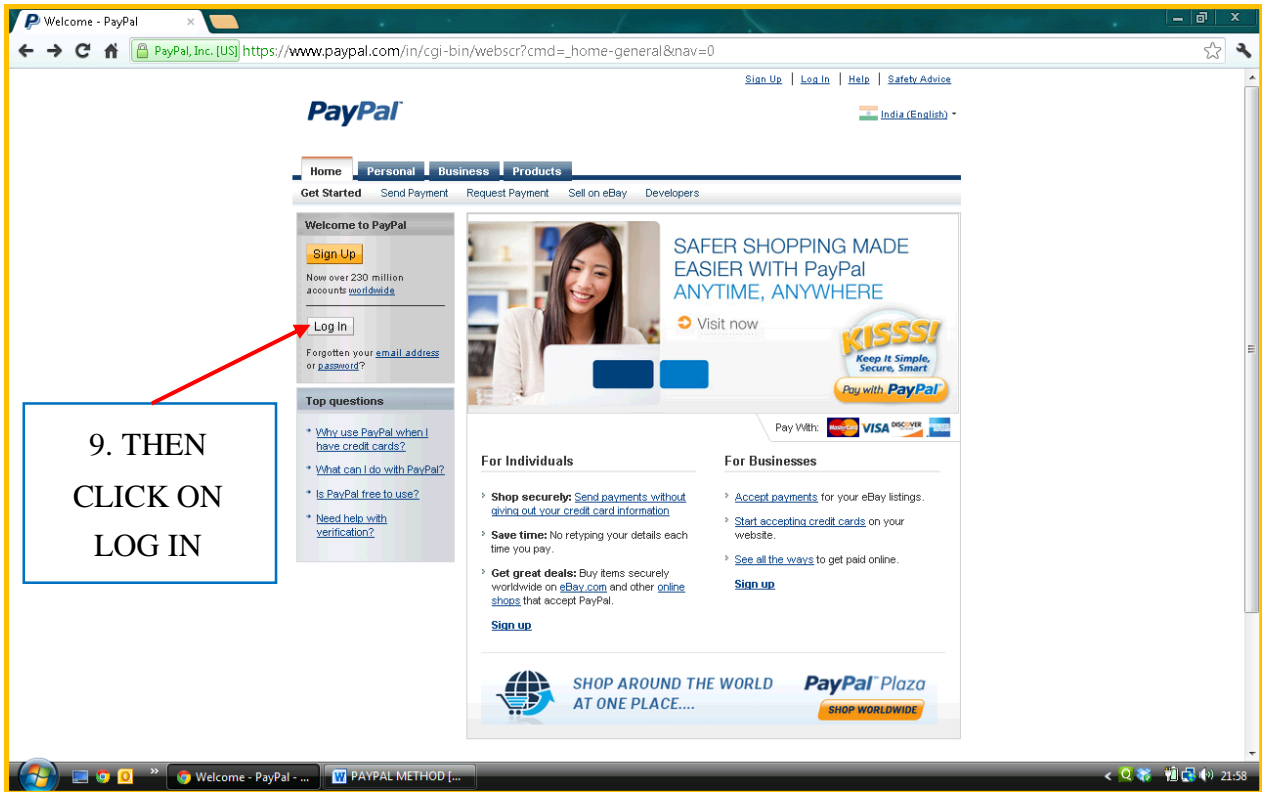 Welcome - PayPal
PayPal, Inc. [US] https://www.paypal.com/in/cgi-bin/webscr?cmd=_home-general&nav=0
Sign Up | Log In | Help | Safety Advice
PayPal
India (English)
Home Personal Business Products
Get Started Send Payment Request Payment Sell on eBay Developers
Welcome to PayPal
Sign Up
Now over 230 million
accounts worldwide
Log In
Forgotten your email address
or password?
Top questions
Why use PayPal when I
have credit cards?
What can I do with PayPal?
Is PayPal free to use?
Need help with
verification?
9. THEN
CLICK ON
LOG IN
SAFER SHOPPING MADE
EASIER WITH PayPal
ANYTIME, ANYWHERE
Visit now
KISSS!
Keep It Simple,
Secure, Smart
Pay with PayPal
Pay With: MasterCard VISA DISCOVER
For Individuals
Shop securely: Send payments without
giving out your credit card information
Save time: No retyping your details each
time you pay.
Get great deals: Buy items securely
worldwide on eBay.com and other online
shops that accept PayPal.
Sign up
For Businesses
Accept payments for your eBay listings.
Start accepting credit cards on your
website.
See all the ways to get paid online.
Sign up
SHOP AROUND THE WORLD
AT ONE PLACE....
PayPal Plaza
SHOP WORLDWIDE
Welcome - PayPal - ...
PAYPAL METHOD [...
21:58